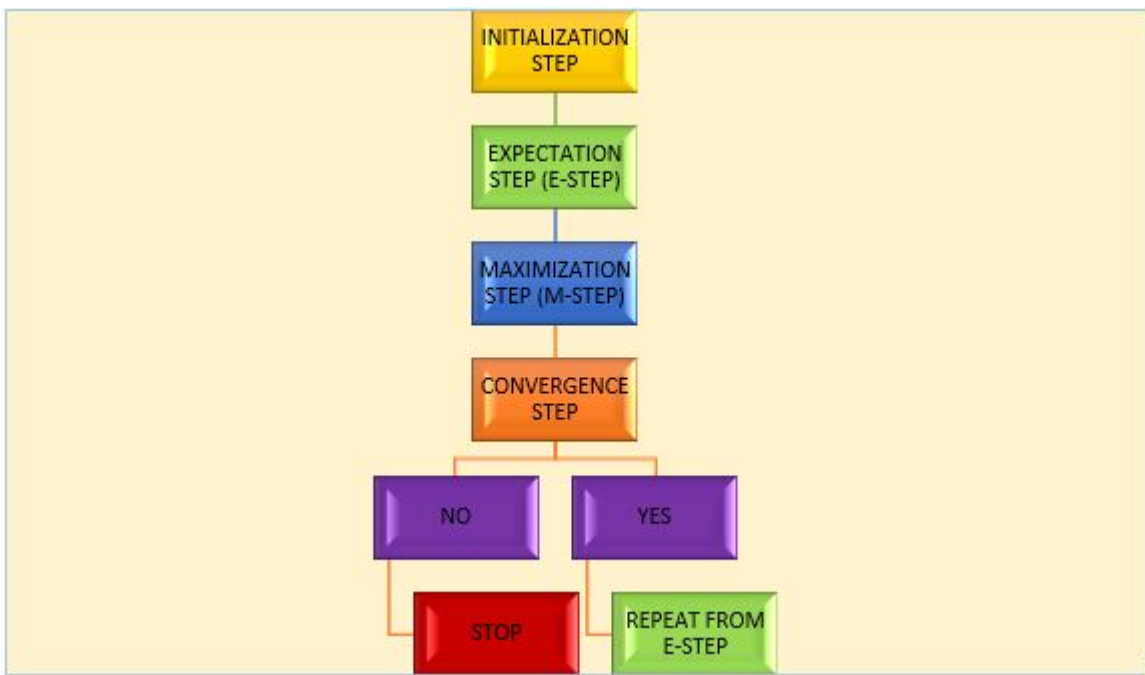 INITIALIZATION
STEP
EXPECTATION
STEP (E-STEP)
MAXIMIZATION
STEP (M-STEP)
CONVERGENCE
STEP
NO
YES
STOP
REPEAT FROM
E-STEP